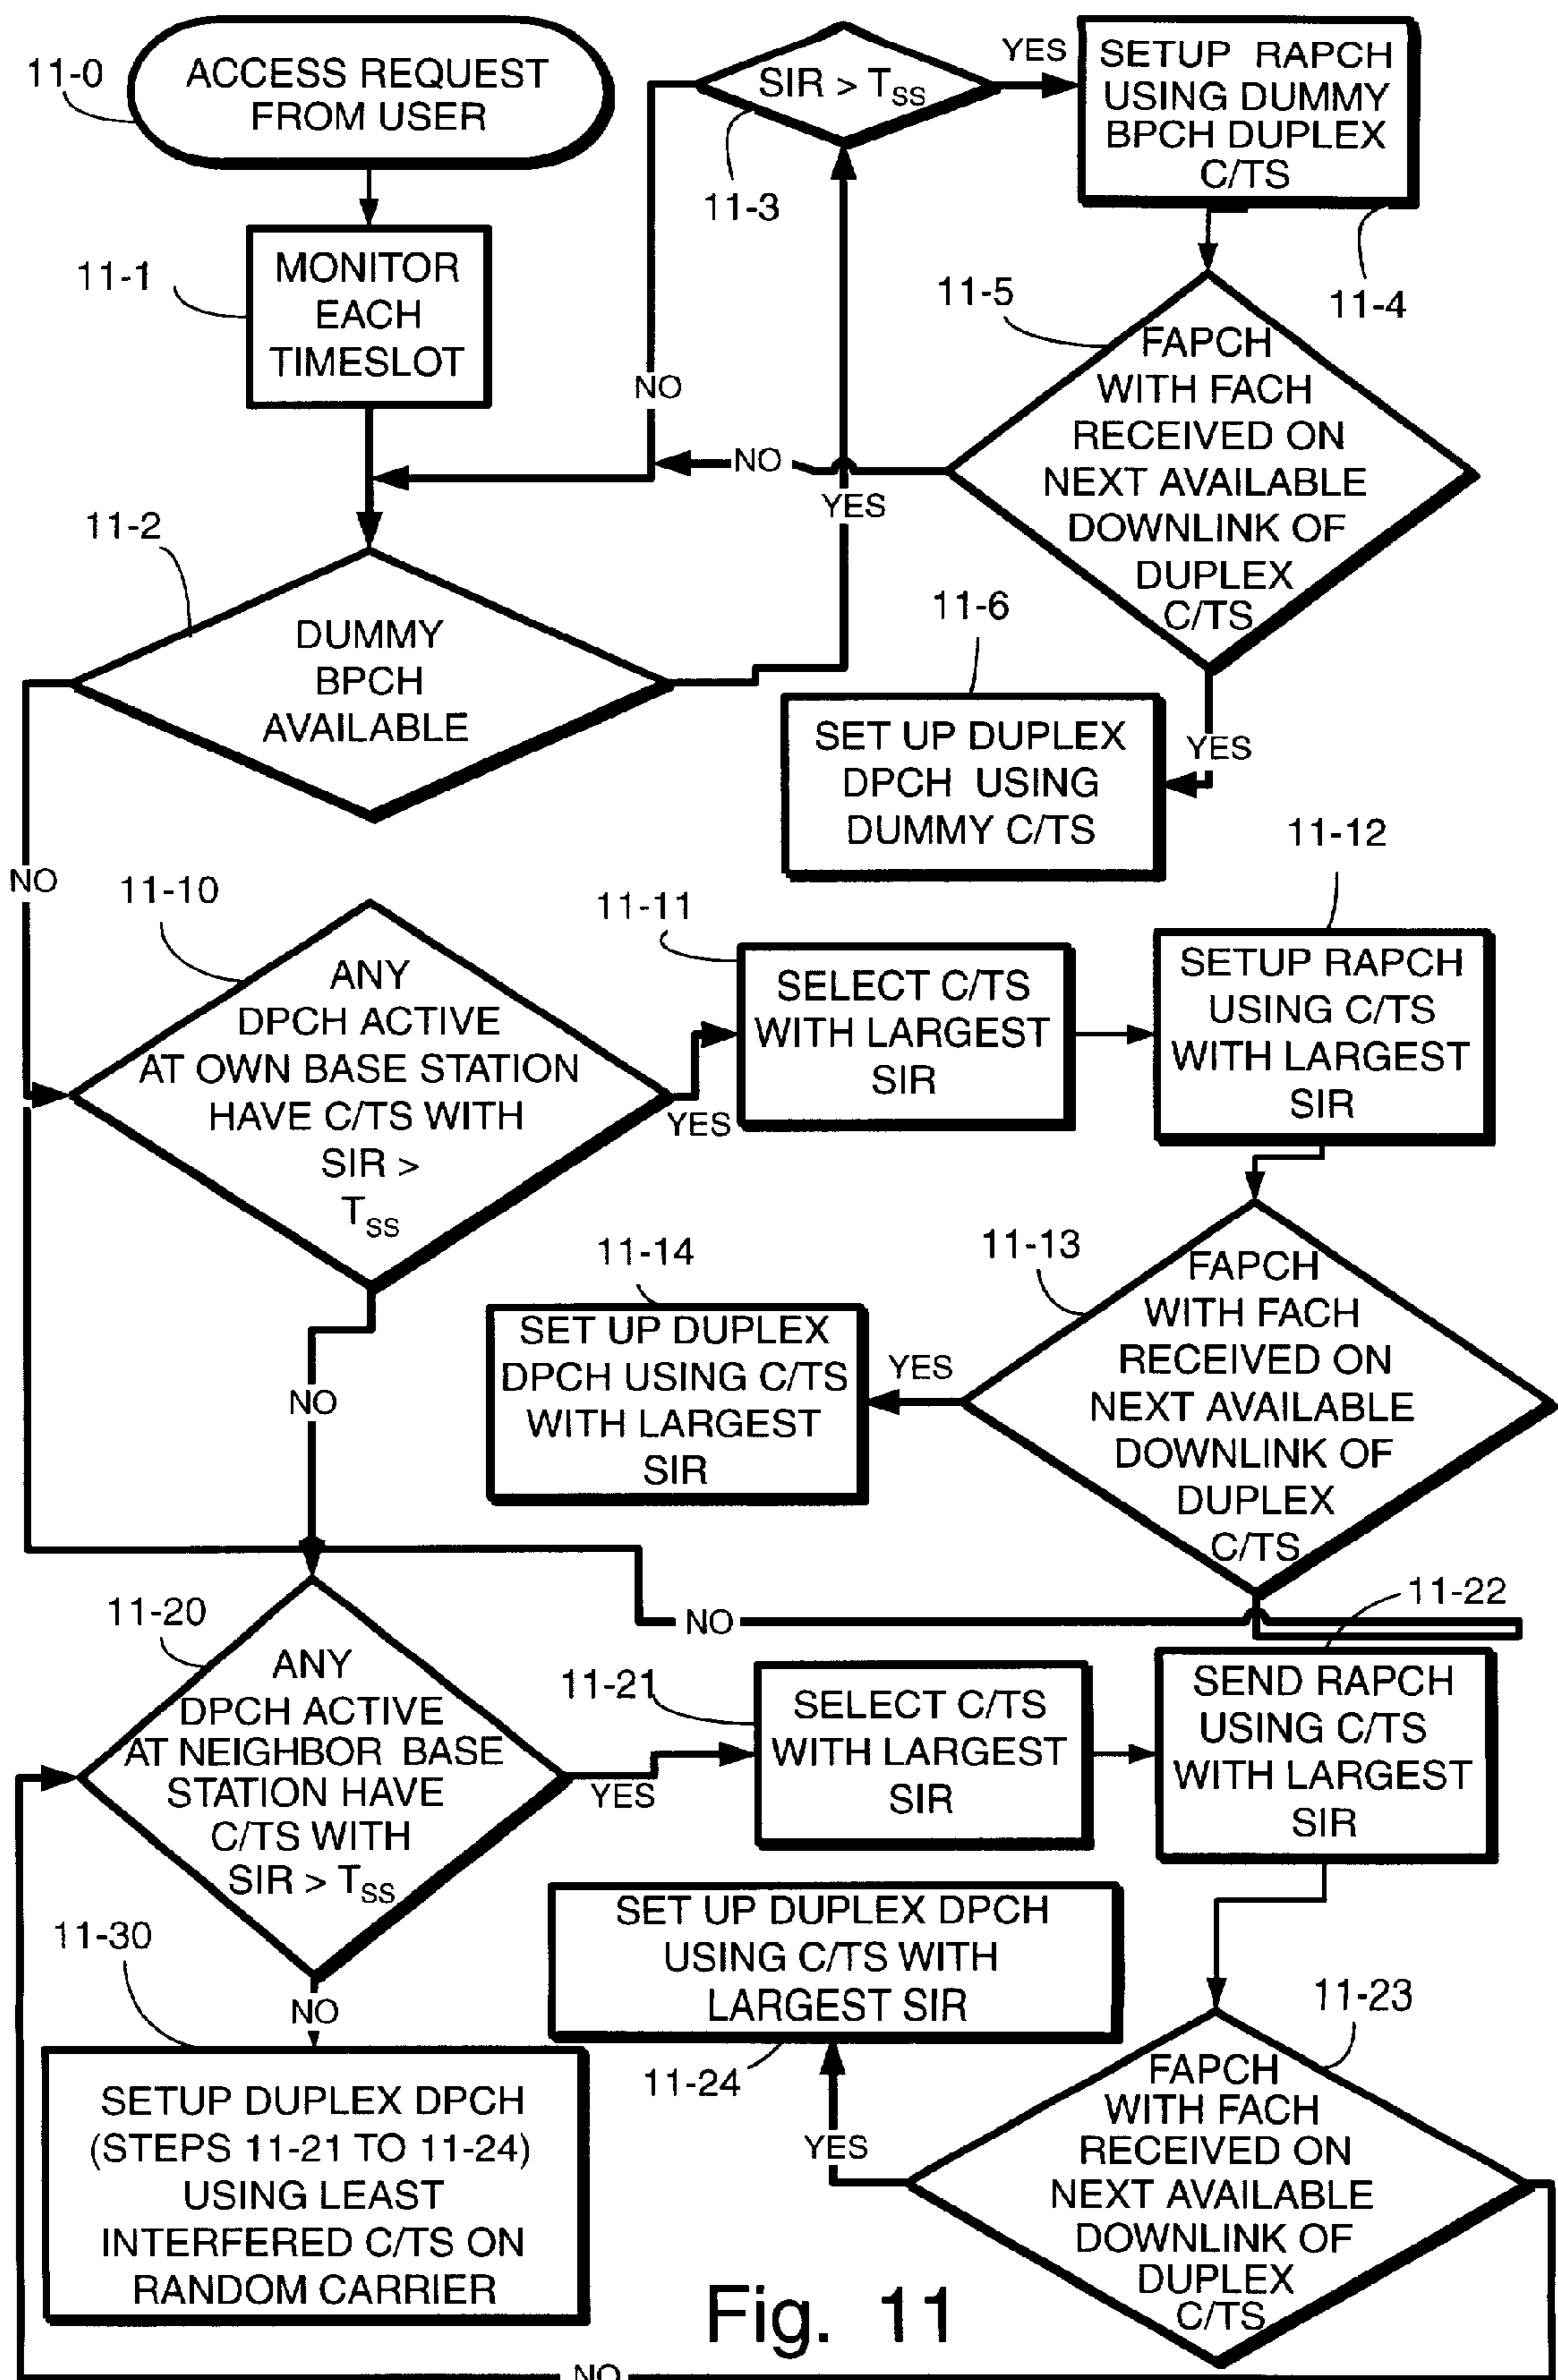 11-0
ACCESS REQUEST
FROM USER
11-1
MONITOR
EACH
TIMESLOT
11-2
DUMMY
BPCH
AVAILABLE
NO
YES
SIR > TSS
11-3
NO
YES
SETUP RAPCH
USING DUMMY
BPCH DUPLEX
C/TS
11-4
11-5
FAPCH
WITH FACH
RECEIVED ON
NEXT AVAILABLE
DOWNLINK OF
DUPLEX
C/TS
NO
YES
11-6
SET UP DUPLEX
DPCH USING
DUMMY C/TS
11-10
ANY
DPCH ACTIVE
AT OWN BASE STATION
HAVE C/TS WITH
SIR >
TSS
YES
NO
11-11
SELECT C/TS
WITH LARGEST
SIR
11-12
SETUP RAPCH
USING C/TS
WITH LARGEST
SIR
11-13
FAPCH
WITH FACH
RECEIVED ON
NEXT AVAILABLE
DOWNLINK OF
DUPLEX
C/TS
YES
NO
11-14
SET UP DUPLEX
DPCH USING C/TS
WITH LARGEST
SIR
11-20
ANY
DPCH ACTIVE
AT NEIGHBOR BASE
STATION HAVE
C/TS WITH
SIR > TSS
YES
NO
11-21
SELECT C/TS
WITH LARGEST
SIR
11-22
SEND RAPCH
USING C/TS
WITH LARGEST
SIR
11-23
FAPCH
WITH FACH
RECEIVED ON
NEXT AVAILABLE
DOWNLINK OF
DUPLEX
C/TS
YES
NO
11-24
SET UP DUPLEX DPCH
USING C/TS WITH
LARGEST SIR
11-30
SETUP DUPLEX DPCH
(STEPS 11-21 TO 11-24)
USING LEAST
INTERFERED C/TS ON
RANDOM CARRIER
Fig. 11